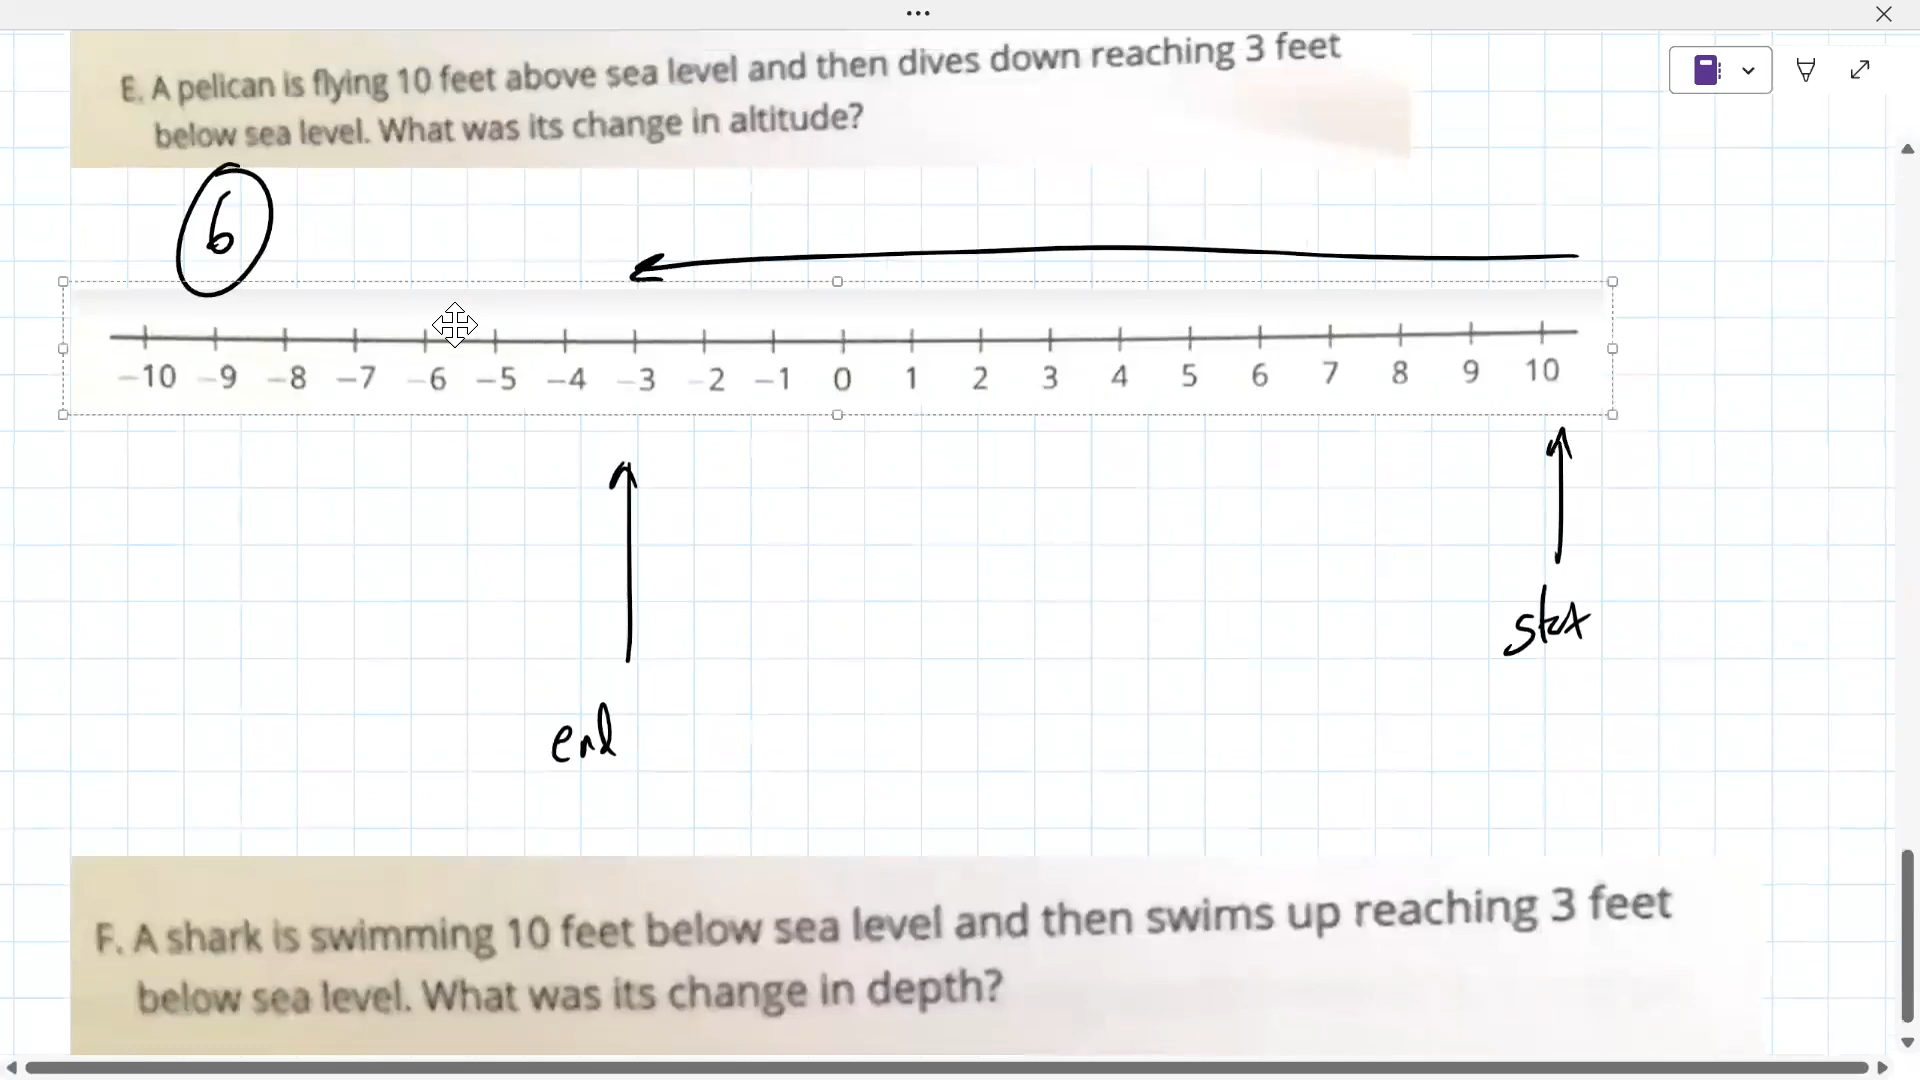 E. A pelican is flying 10 feet above sea level and then dives down reaching 3 feet
below sea level. What was its change in altitude?
6
-10 -9 -8 -7 -6 -5 -4 -3 -2 -1 0 1 2 3 4 5 6 7 8 9 10
start
end
F. A shark is swimming 10 feet below sea level and then swims up reaching 3 feet
below sea level. What was its change in depth?